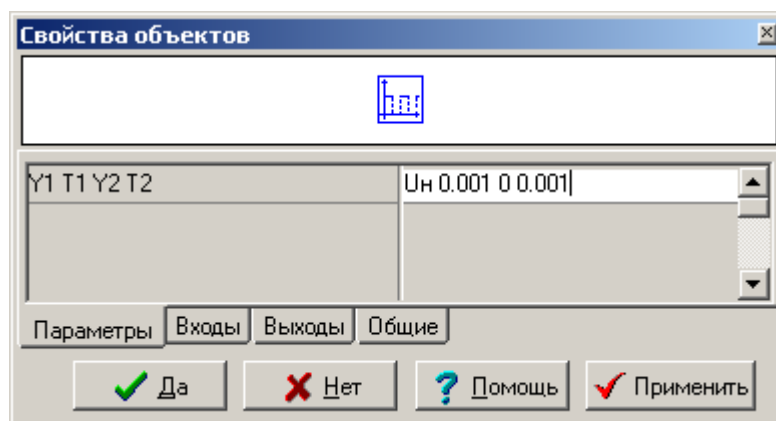 Свойства объектов
Y1 T1 Y2 T2 Uн 0.001 0 0.001
Параметры Входы Выходы Общие
Да Нет Помощь Применить